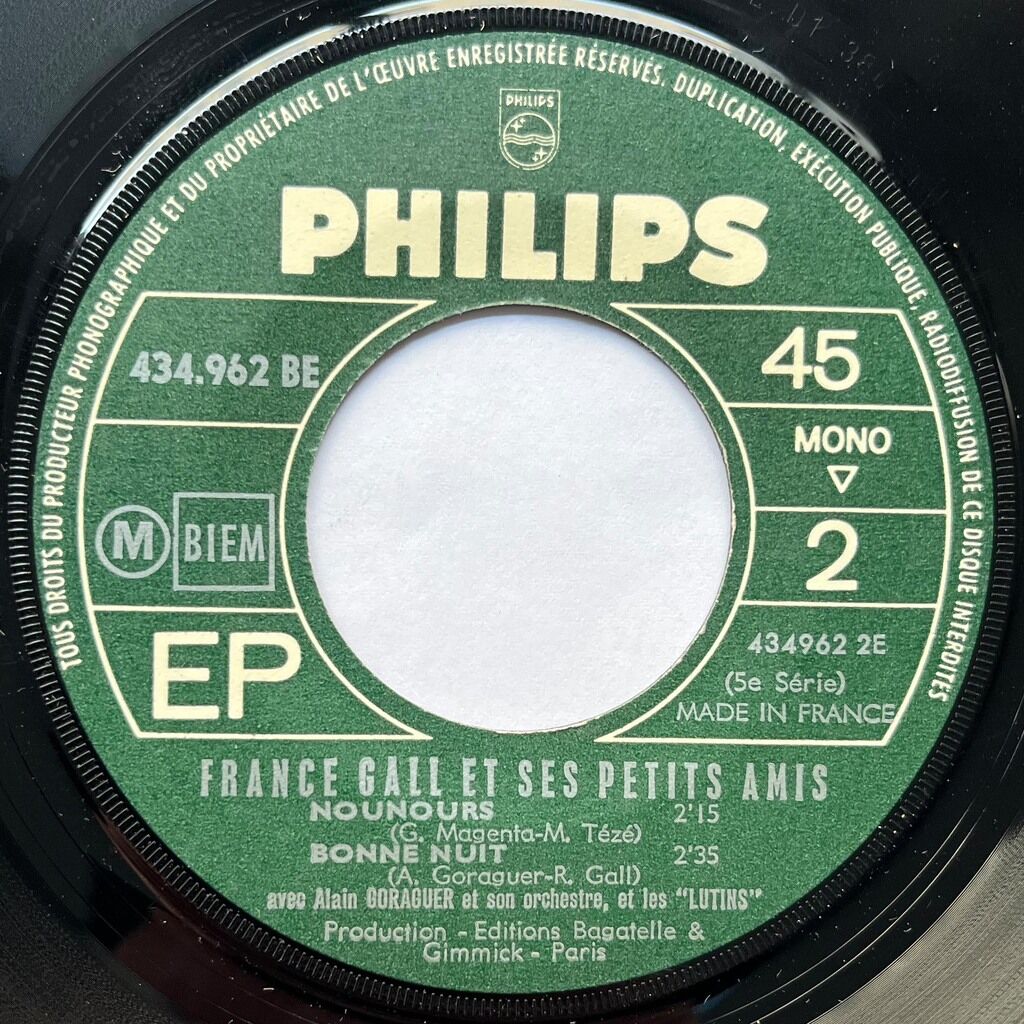 TOUS DROITS DU PRODUCTEUR PHONOGRAPHIQUE ET DU PROPRIÉTAIRE DE L'ŒUVRE ENREGISTRÉE RÉSERVÉS. DUPLICATION, EXÉCUTION PUBLIQUE, RADIODIFFUSION DE CE DISQUE INTERDITES
PHILIPS
PHILIPS
434.962 BE
45
MONO
M
BIEM
2
EP
434962 2E
(5e Série)
MADE IN FRANCE
FRANCE GALL ET SES PETITS AMIS
NOUNOURS 2'15
(G. Magenta-M. Tézé)
BONNE NUIT 2'35
(A. Goraguer-R. Gall)
avec Alain GORAGUER et son orchestre, et les "LUTINS"
Production - Editions Bagatelle &
Gimmick - Paris